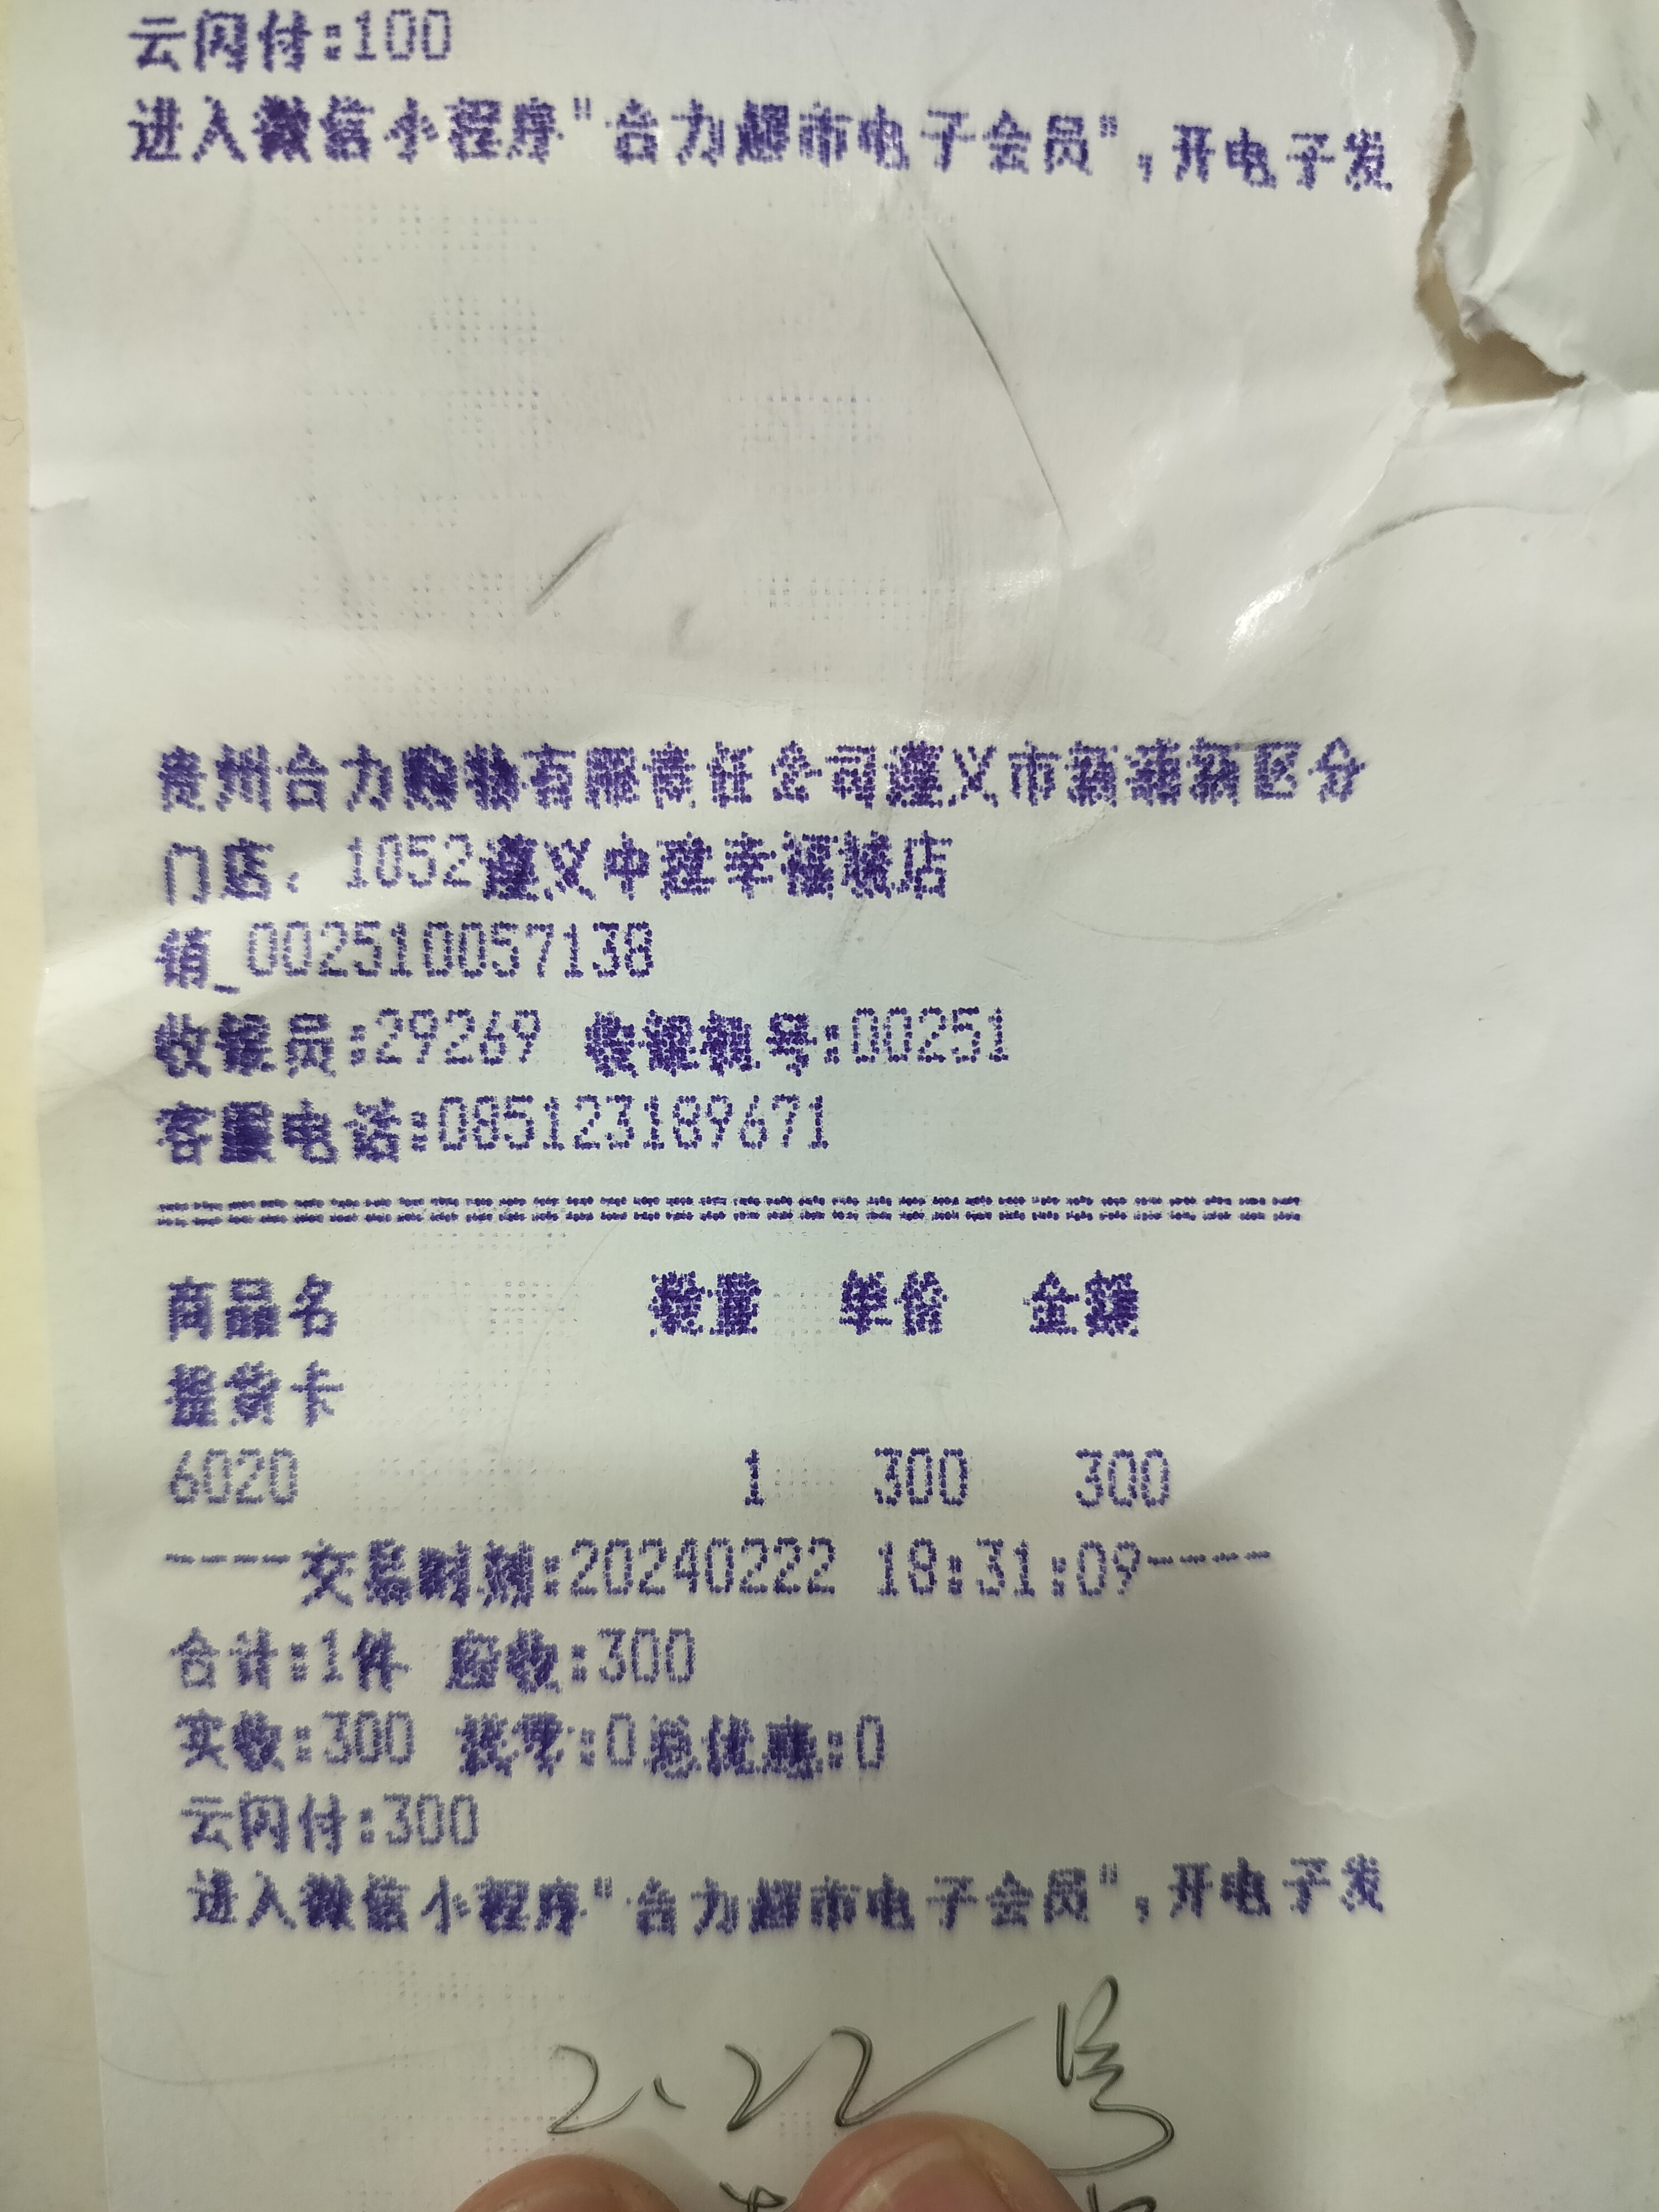 云闪付:100
进入微信小程序"合力超市电子会员",开电子发
贵州合力购物有限责任公司遵义市新蒲新区分
门店、1052遵义中建幸福城店
销_002510057138
收银员:29269 收银机号:00251
客服电话:085123189671
================================
商品名 数量 单价 金额
提货卡
6020 1 300 300
----交易时刻:20240222 18:31:09----
合计:1件 应收:300
实收:300 找零:0总优惠:0
云闪付:300
进入微信小程序"合力超市电子会员",开电子发
2.22号